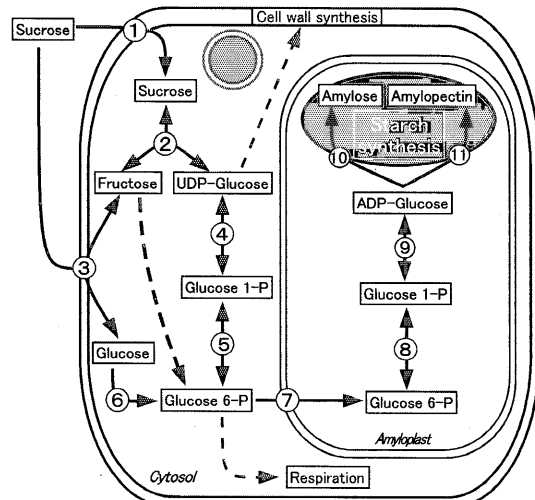 Cell wall synthesis
Sucrose
1
Sucrose
2
Fructose
UDP-Glucose
3
4
Glucose 1-P
5
Glucose
6
Glucose 6-P
7
Respiration
Cytosol
Amylose
Amylopectin
Starch
synthesis
10
11
ADP-Glucose
9
Glucose 1-P
8
Glucose 6-P
Amyloplast